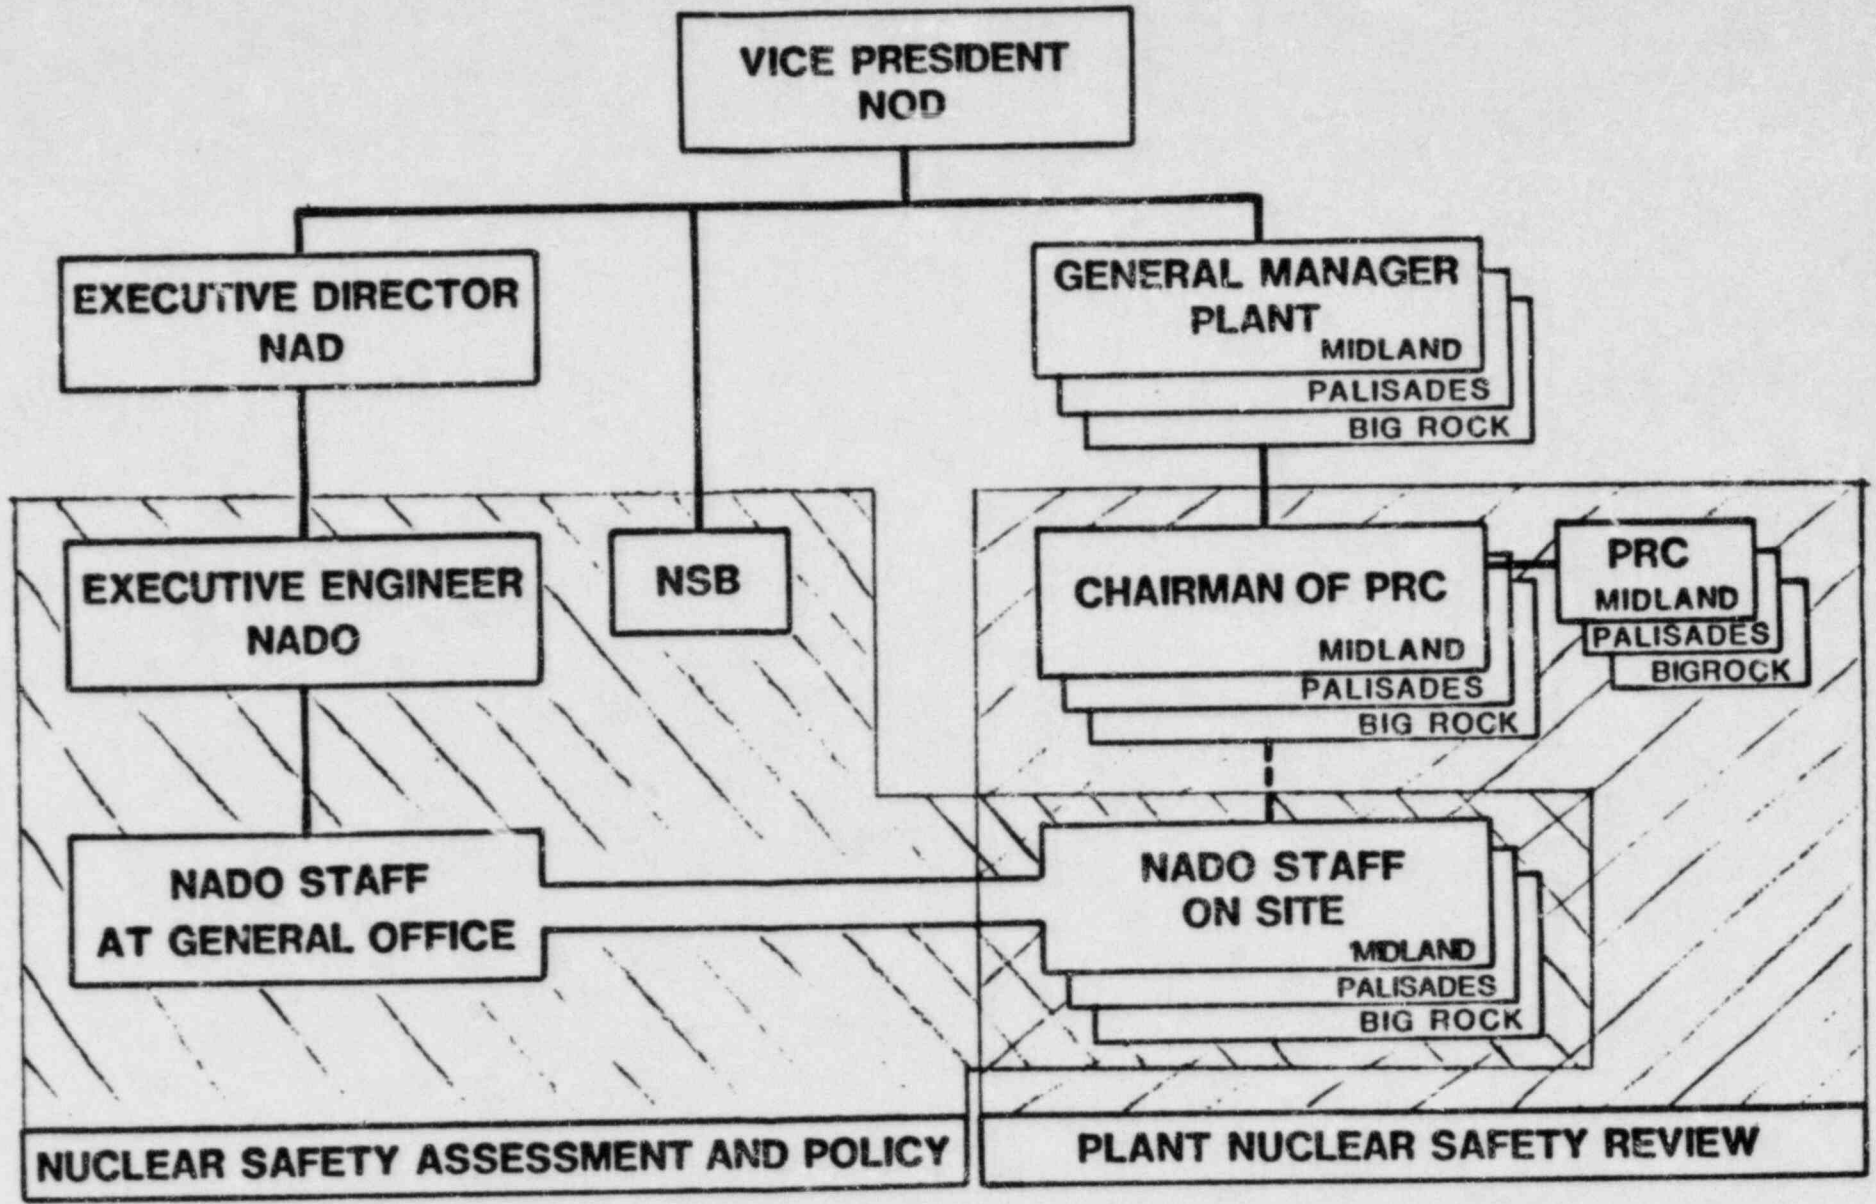 VICE PRESIDENT
NOD
EXECUTIVE DIRECTOR
NAD
GENERAL MANAGER
PLANT
MIDLAND
PALISADES
BIG ROCK
EXECUTIVE ENGINEER
NADO
NSB
CHAIRMAN OF PRC
MIDLAND
PALISADES
BIG ROCK
PRC
MIDLAND
PALISADES
BIGROCK
NADO STAFF
AT GENERAL OFFICE
NADO STAFF
ON SITE
MIDLAND
PALISADES
BIG ROCK
NUCLEAR SAFETY ASSESSMENT AND POLICY
PLANT NUCLEAR SAFETY REVIEW